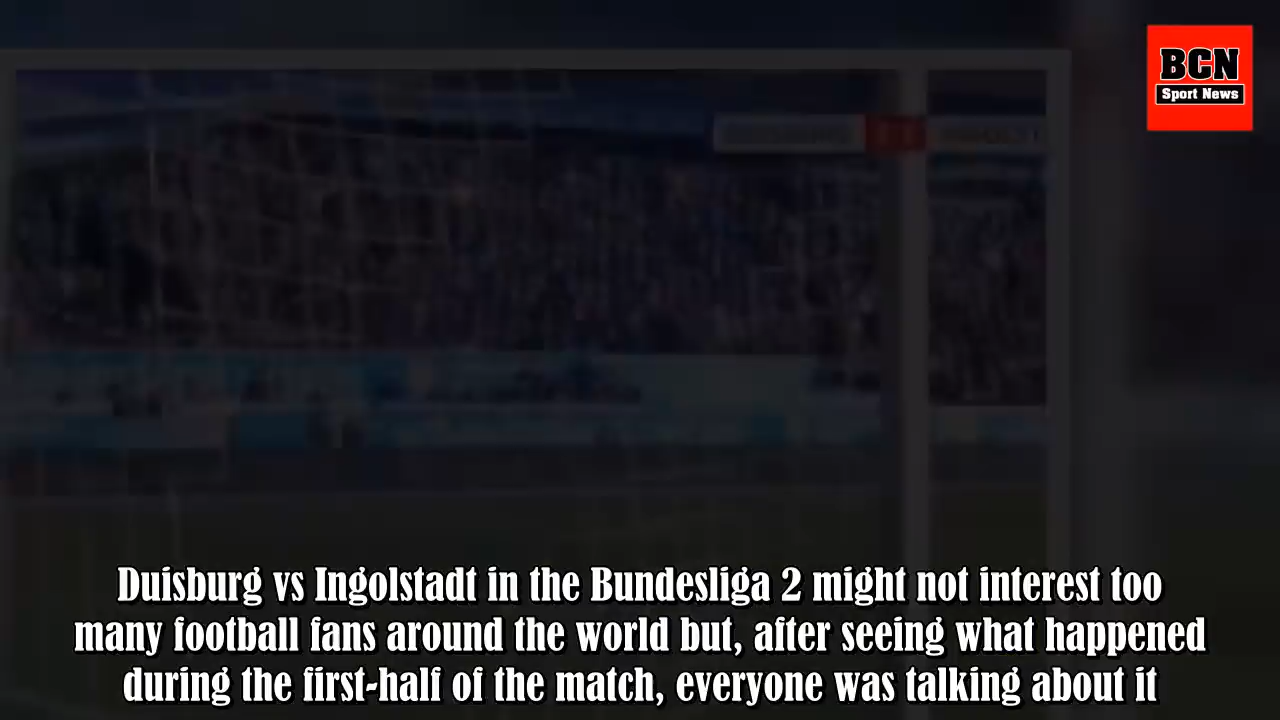 BCN
Sport News
Duisburg vs Ingolstadt in the Bundesliga 2 might not interest too
many football fans around the world but, after seeing what happened
during the first-half of the match, everyone was talking about it